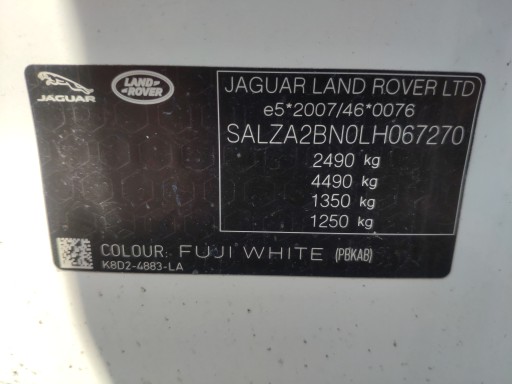 JAGUAR
LAND-
ROVER
JAGUAR LAND ROVER LTD
e5*2007/46*0076
SALZA2BN0LH067270
2490 kg
4490 kg
1350 kg
1250 kg
COLOUR: FUJI WHITE (PBKAB)
K8D2-4883-LA